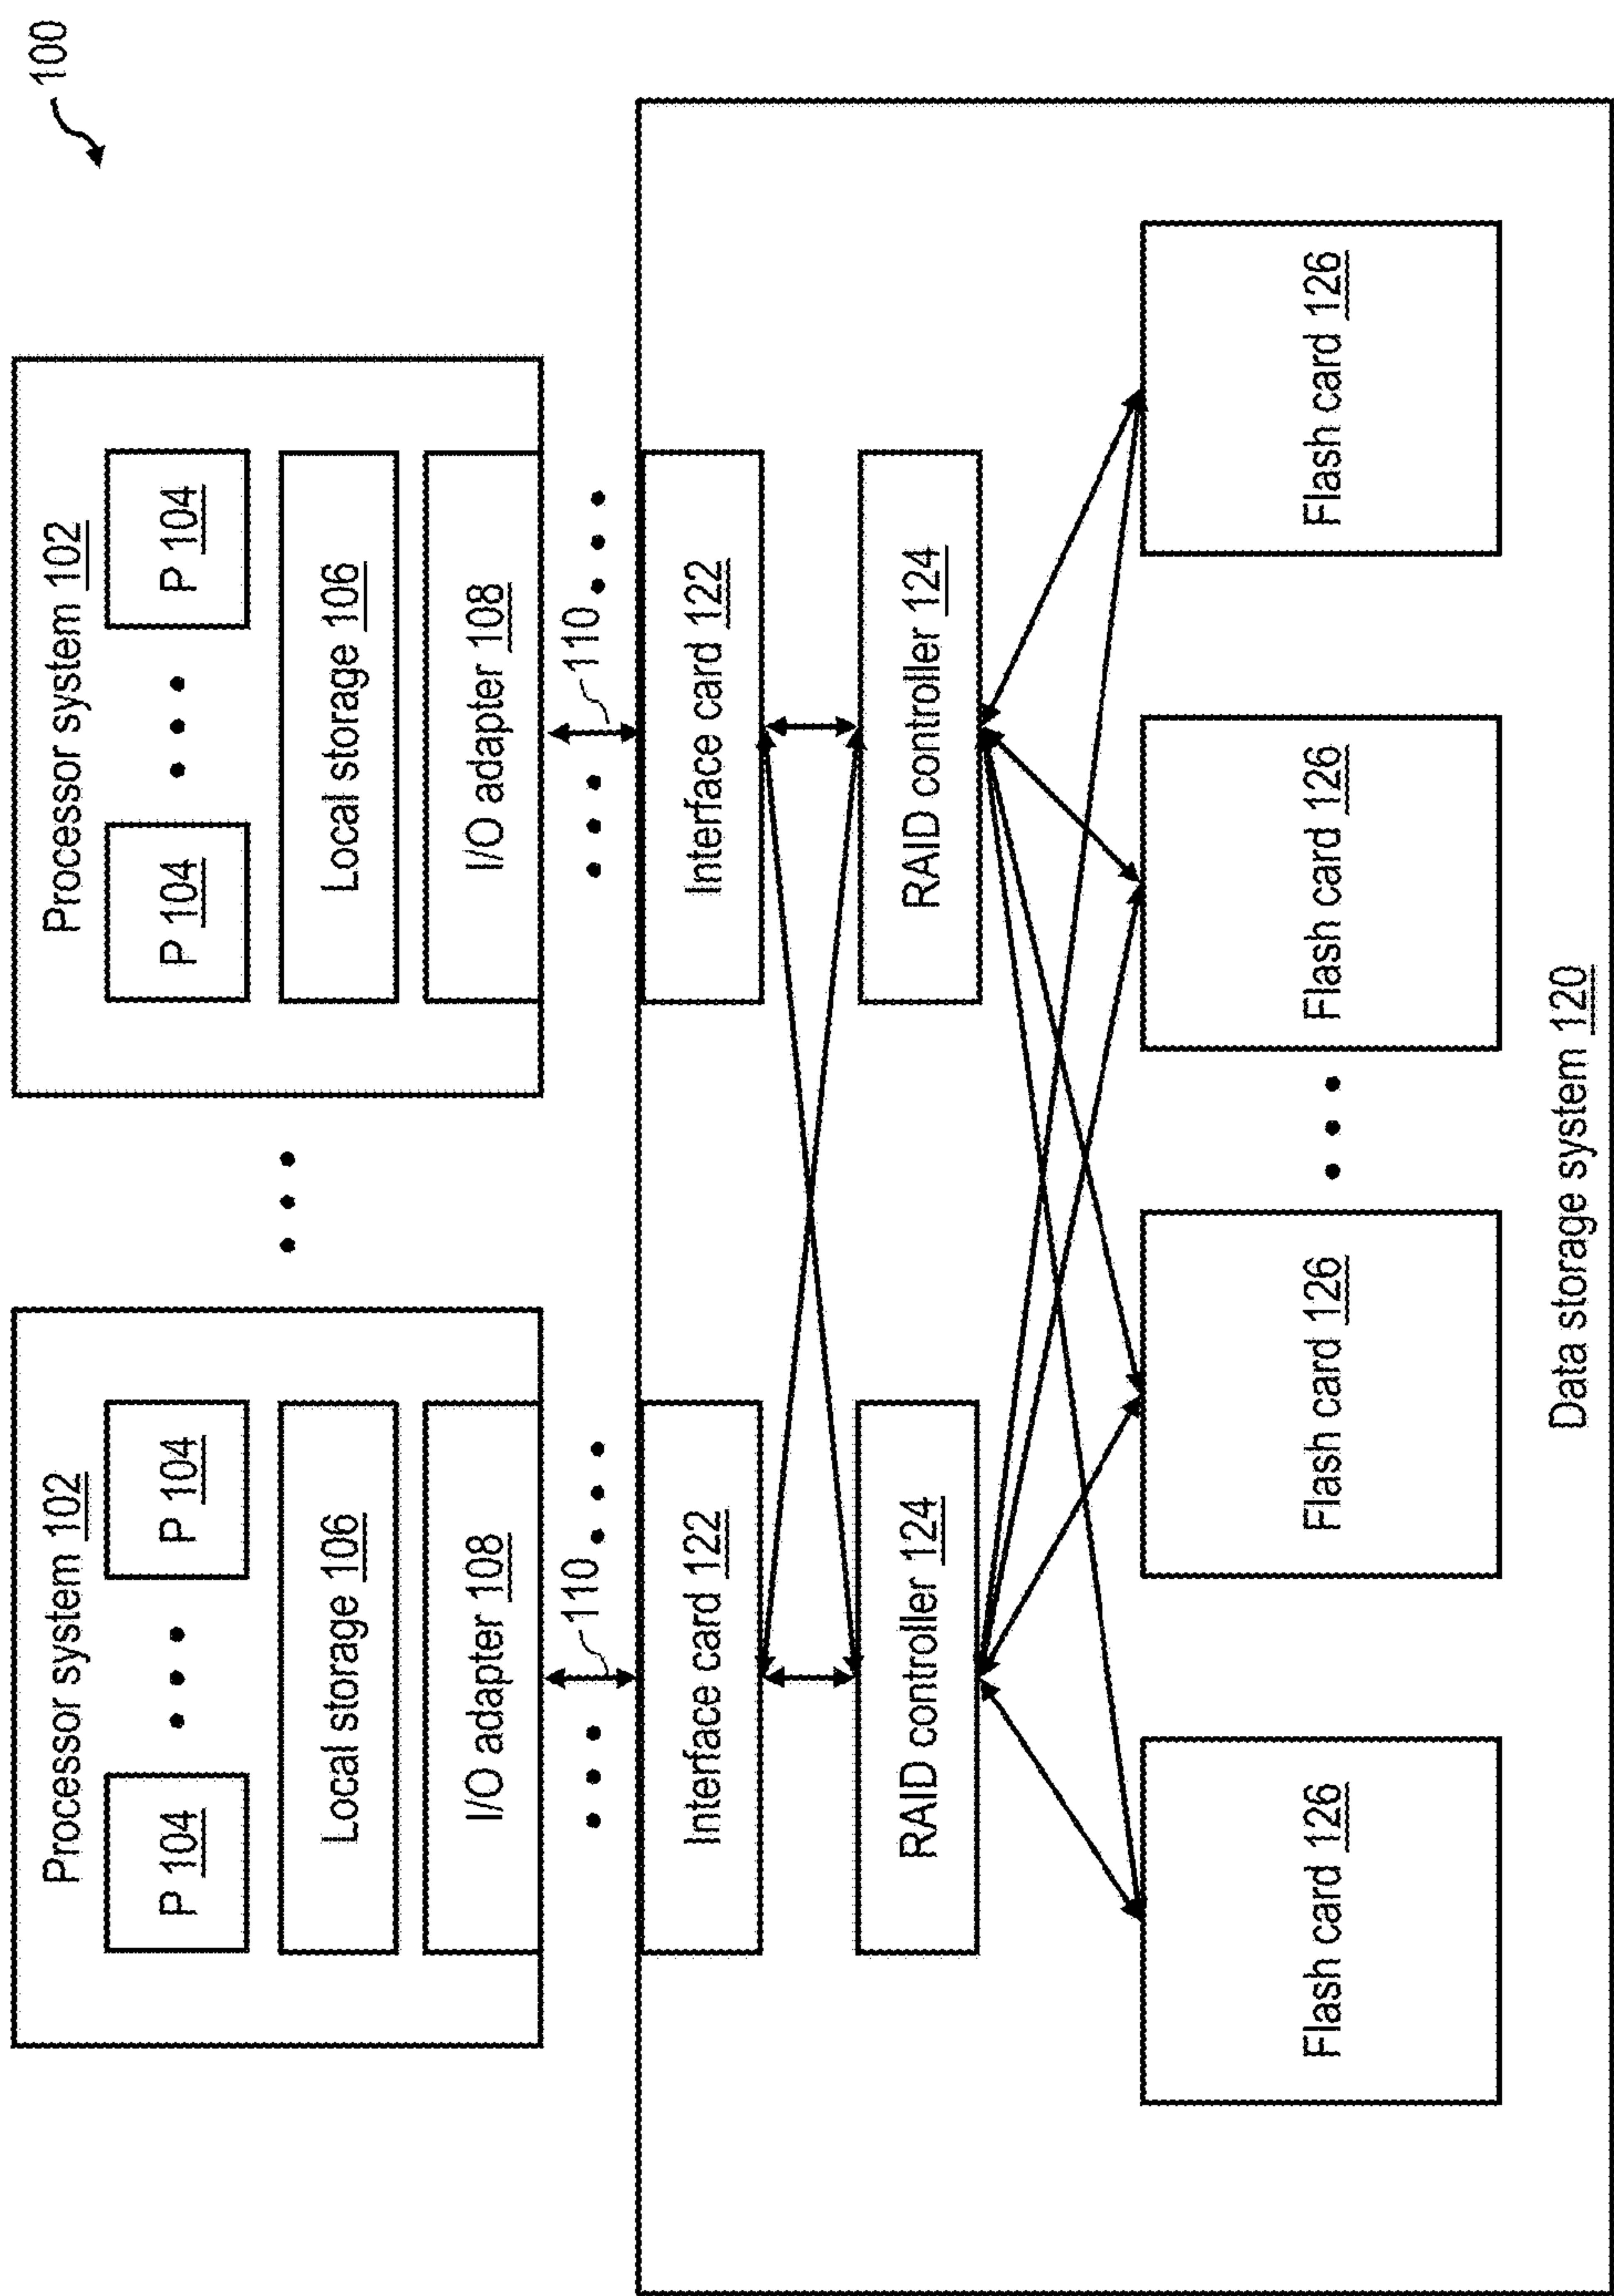 100
Processor system 102
Processor system 102
P 104
P 104
P 104
P 104
Local storage 106
Local storage 106
I/O adapter 108
I/O adapter 108
110
110
Interface card 122
Interface card 122
RAID controller 124
RAID controller 124
Flash card 126
Flash card 126
Flash card 126
Flash card 126
Data storage system 120